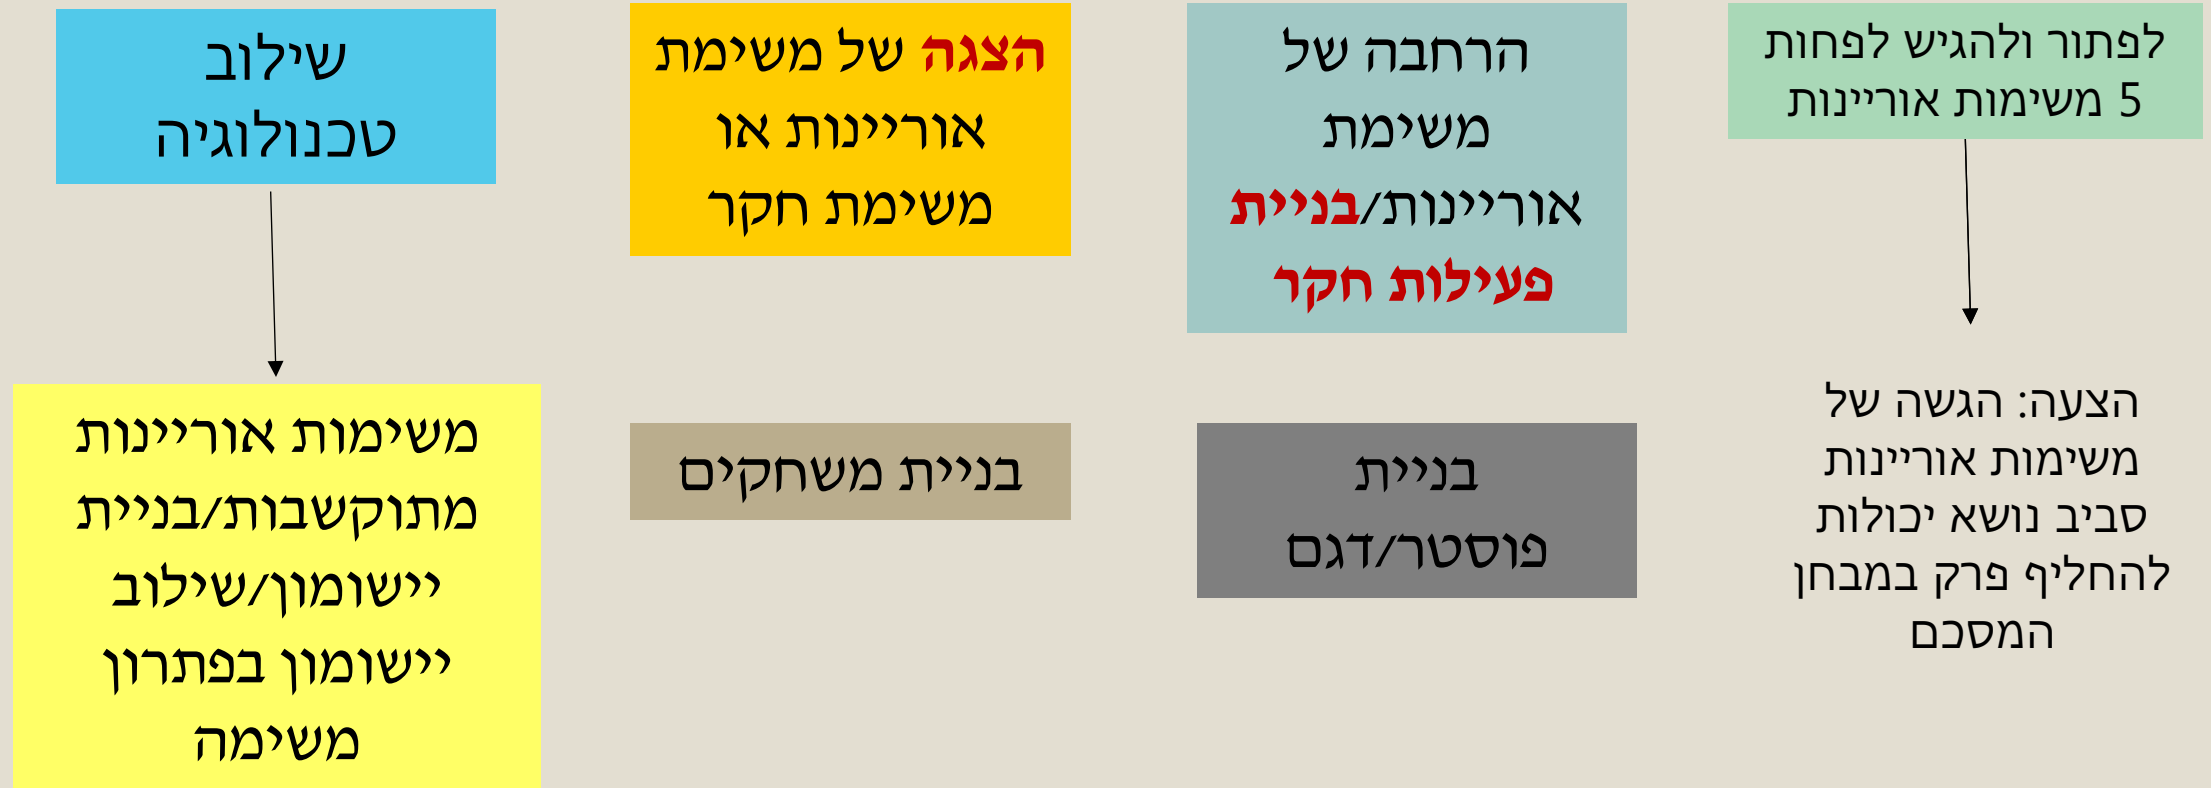 לפתור ולהגיש לפחות
5 משימות אוריינות
הצעה: הגשה של
משימות אוריינות
סביב נושא יכולות
להחליף פרק במבחן
המסכם
הרחבה של
משימת
אוריינות/בניית
פעילות חקר
בניית
פוסטר/דגם
הצגה של משימת
אוריינות או
משימת חקר
בניית משחקים
שילוב
טכנולוגיה
משימות אוריינות
מתוקשבות/בניית
יישומון/שילוב
יישומון בפתרון
משימה